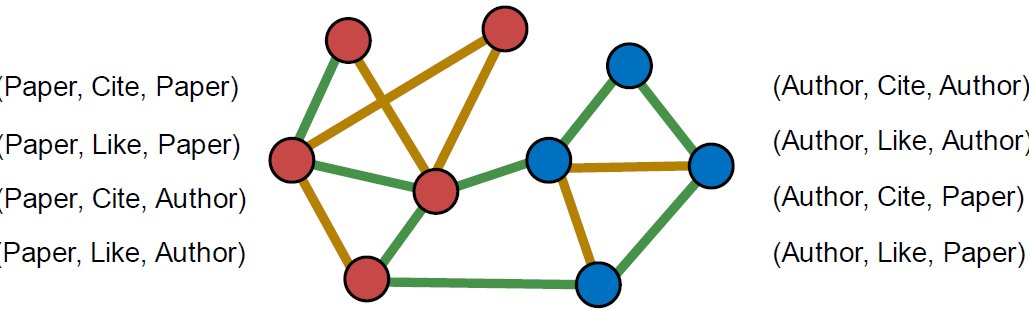 (Paper, Cite, Paper)
(Paper, Like, Paper)
(Paper, Cite, Author)
(Paper, Like, Author)
(Author, Cite, Author)
(Author, Like, Author)
(Author, Cite, Paper)
(Author, Like, Paper)